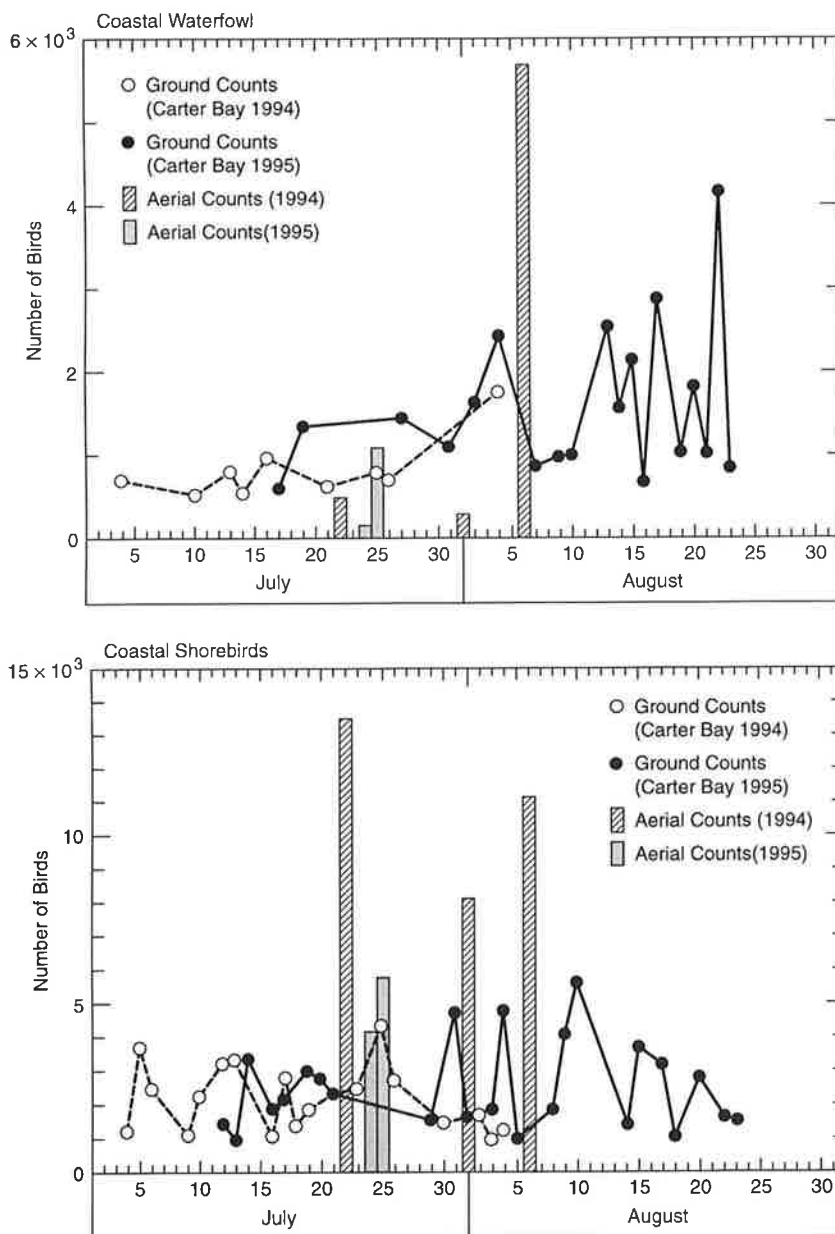 Coastal Waterfowl
6 × 10³
Ground Counts
(Carter Bay 1994)
Ground Counts
(Carter Bay 1995)
Aerial Counts (1994)
Aerial Counts(1995)
4
2
0
Number of Birds
5 10 15 20 25 30 5 10 15 20 25 30
July August
Coastal Shorebirds
15 × 10³
Ground Counts
(Carter Bay 1994)
Ground Counts
(Carter Bay 1995)
Aerial Counts (1994)
Aerial Counts(1995)
10
5
0
Number of Birds
5 10 15 20 25 30 5 10 15 20 25 30
July August